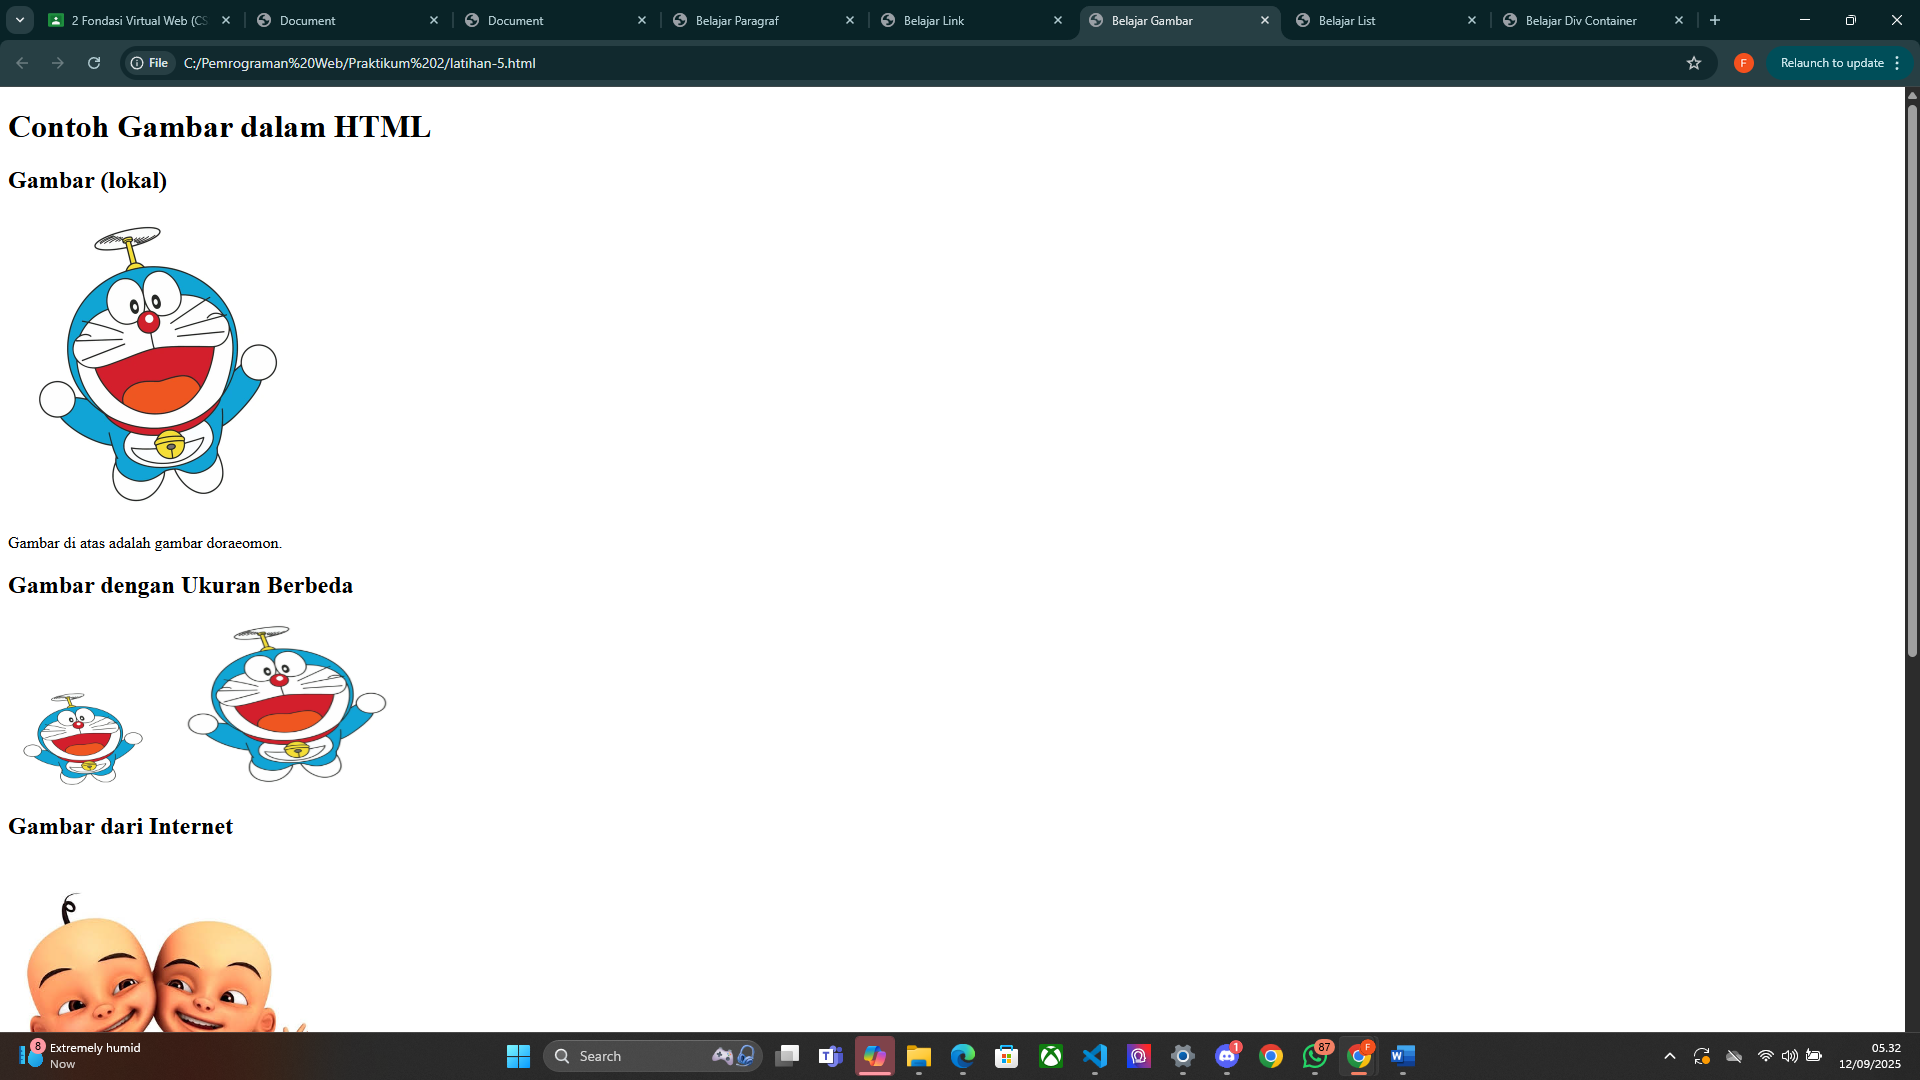 2 Fondasi Virtual Web (CS
Document
Document
Belajar Paragraf
Belajar Link
Belajar Gambar
Belajar List
Belajar Div Container
File
C:/Pemrograman%20Web/Praktikum%202/latihan-5.html
F
Relaunch to update
Contoh Gambar dalam HTML
Gambar (lokal)
Gambar di atas adalah gambar doraeomon.
Gambar dengan Ukuran Berbeda
Gambar dari Internet
8
Extremely humid
Now
Search
1
87
F
05.32
12/09/2025